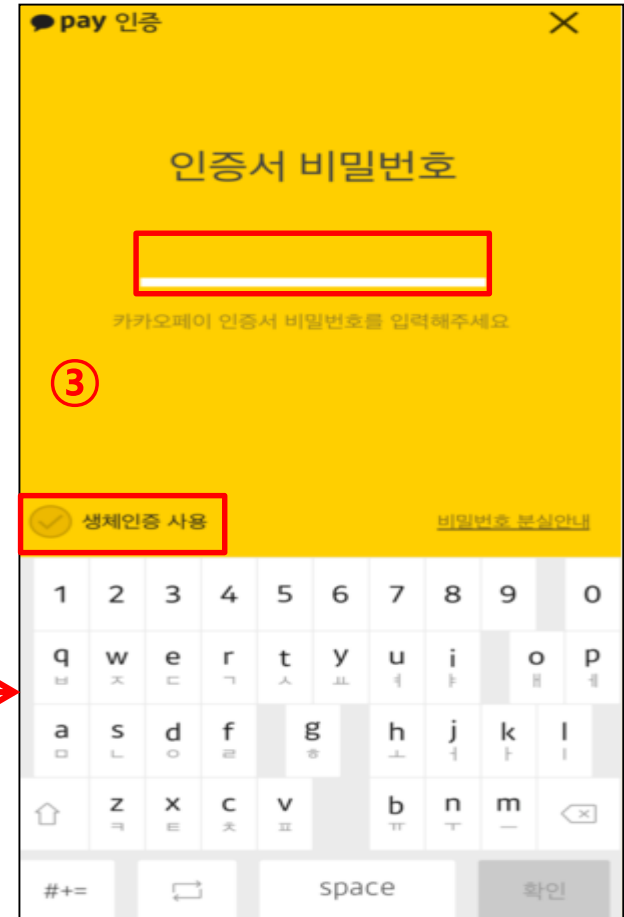 pay 인증
인증서 비밀번호
카카오페이 인증서 비밀번호를 입력해주세요
③
생체인증 사용 비밀번호 분실안내
1 2 3 4 5 6 7 8 9 0
q w e r t y u i o p
ㅂ ㅈ ㄷ ㄱ ㅅ ㅛ ㅕ ㅑ ㅐ ㅔ
a s d f g h j k l
ㅁ ㄴ ㅇ ㄹ ㅎ ㅗ ㅓ ㅏ ㅣ
z x c v b n m
ㅋ ㅌ ㅊ ㅍ ㅠ ㅜ ㅡ
#+= space 확인